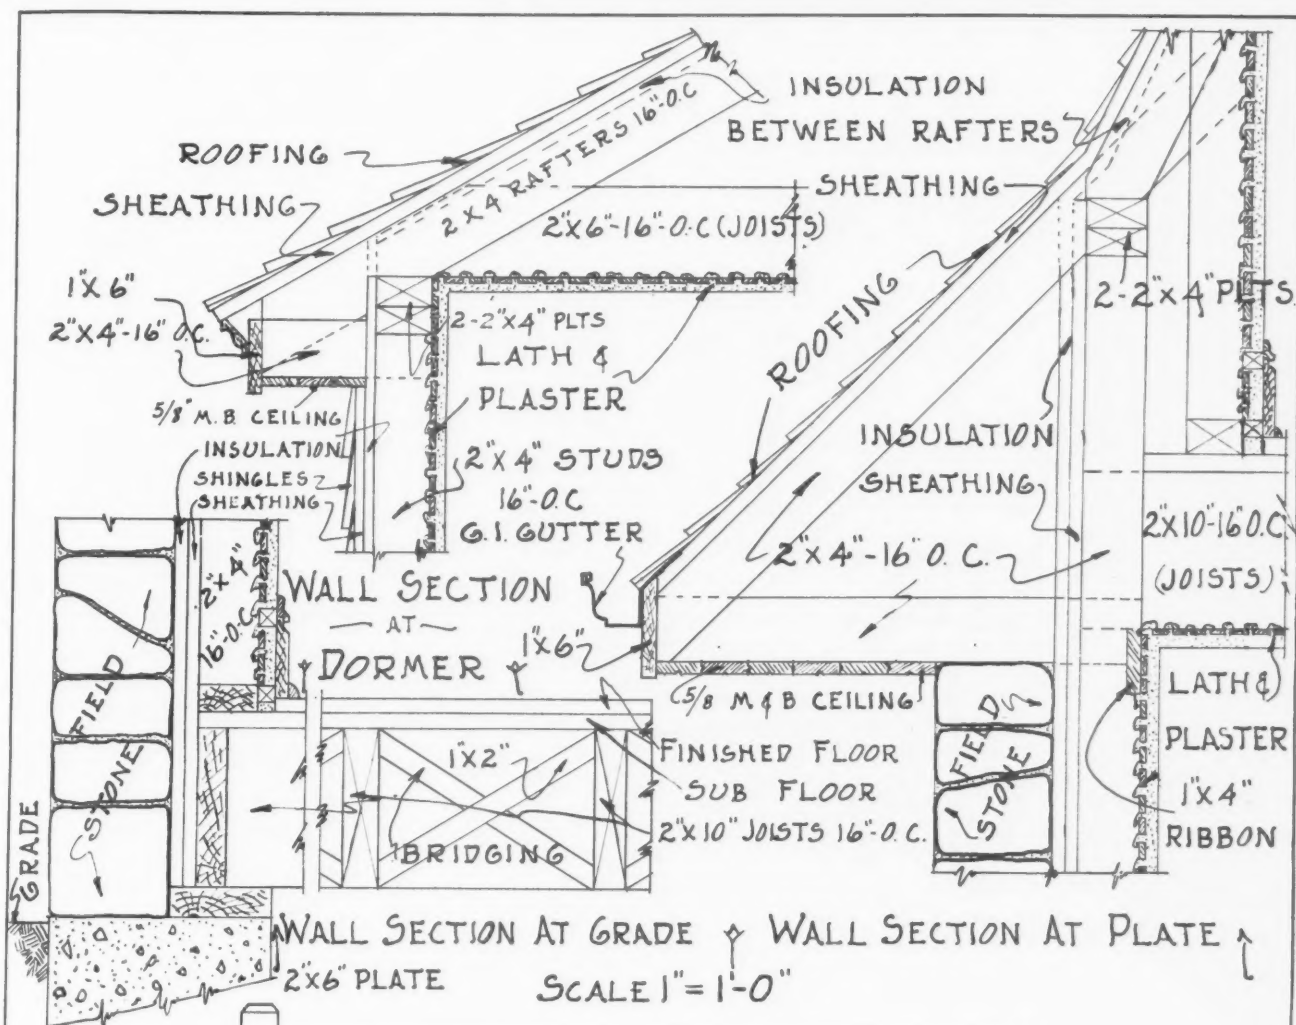 INSULATION
BETWEEN RAFTERS
2 X 4 RAFTERS 16"O.C
ROOFING
SHEATHING
SHEATHING
2"X6"-16"-O.C (JOISTS)
1"X 6"
2"X4"-16" O.C.
2-2"X4" PLTS
LATH &
PLASTER
5/8" M.B. CEILING
INSULATION
SHINGLES
SHEATHING
2"X4" STUDS
16"-O.C
G.I. GUTTER
WALL SECTION
AT
DORMER
ROOFING
2-2"X4" PLTS.
INSULATION
SHEATHING
2"X4"-16" O.C.
2"X10"-16"O.C
(JOISTS)
1"X6"
5/8 M & B CEILING
LATH &
PLASTER
1"X4"
RIBBON
FIELD
STONE
FIELD
STONE
16"-O.C.
1"X2"
BRIDGING
FINISHED FLOOR
SUB FLOOR
2"X10" JOISTS 16"-O.C.
GRADE
WALL SECTION AT GRADE
WALL SECTION AT PLATE
2"X6" PLATE
SCALE 1" = 1'-0"